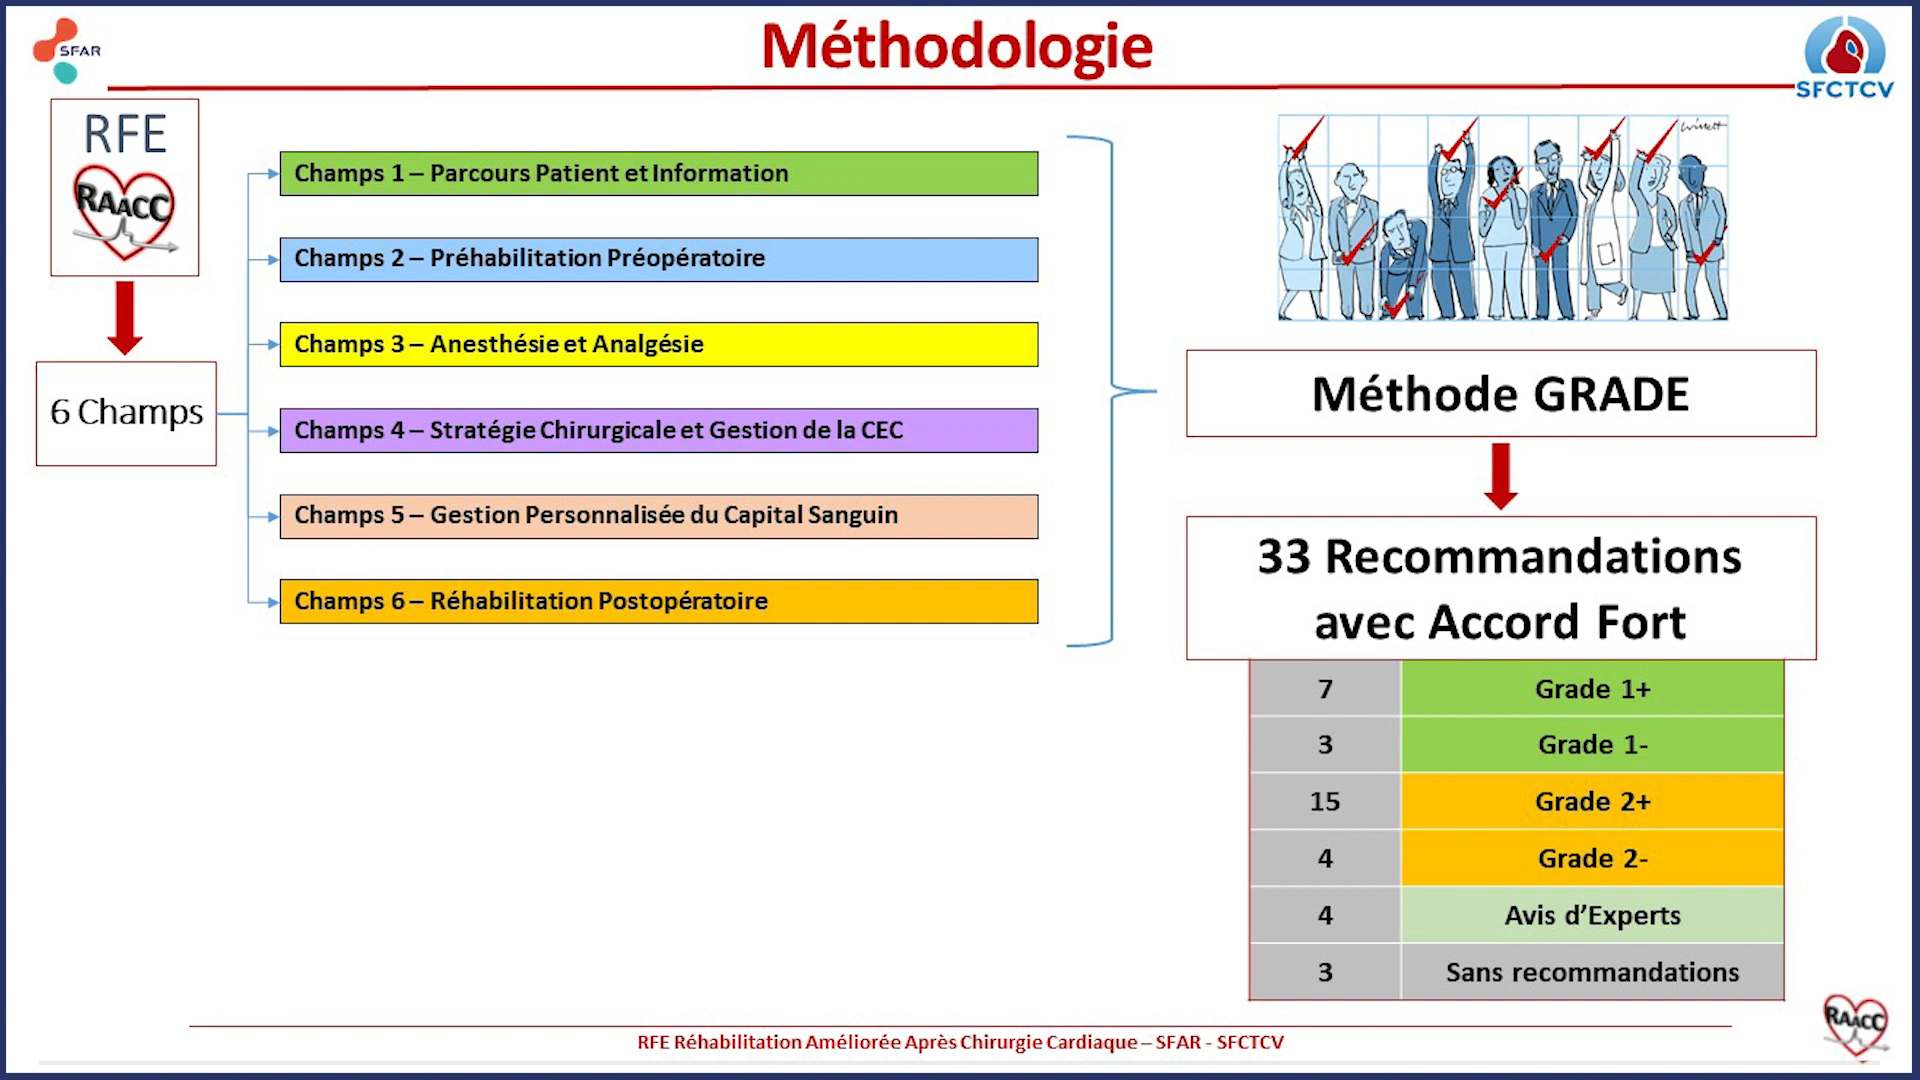 Méthodologie
SFAR
SFCTCV
RFE
RAACC
6 Champs
Champs 1 – Parcours Patient et Information
Champs 2 – Préhabilitation Préopératoire
Champs 3 – Anesthésie et Analgésie
Champs 4 – Stratégie Chirurgicale et Gestion de la CEC
Champs 5 – Gestion Personnalisée du Capital Sanguin
Champs 6 – Réhabilitation Postopératoire
Méthode GRADE
33 Recommandations
avec Accord Fort
7 Grade 1+
3 Grade 1-
15 Grade 2+
4 Grade 2-
4 Avis d’Experts
3 Sans recommandations
RFE Réhabilitation Améliorée Après Chirurgie Cardiaque – SFAR - SFCTCV
RAACC